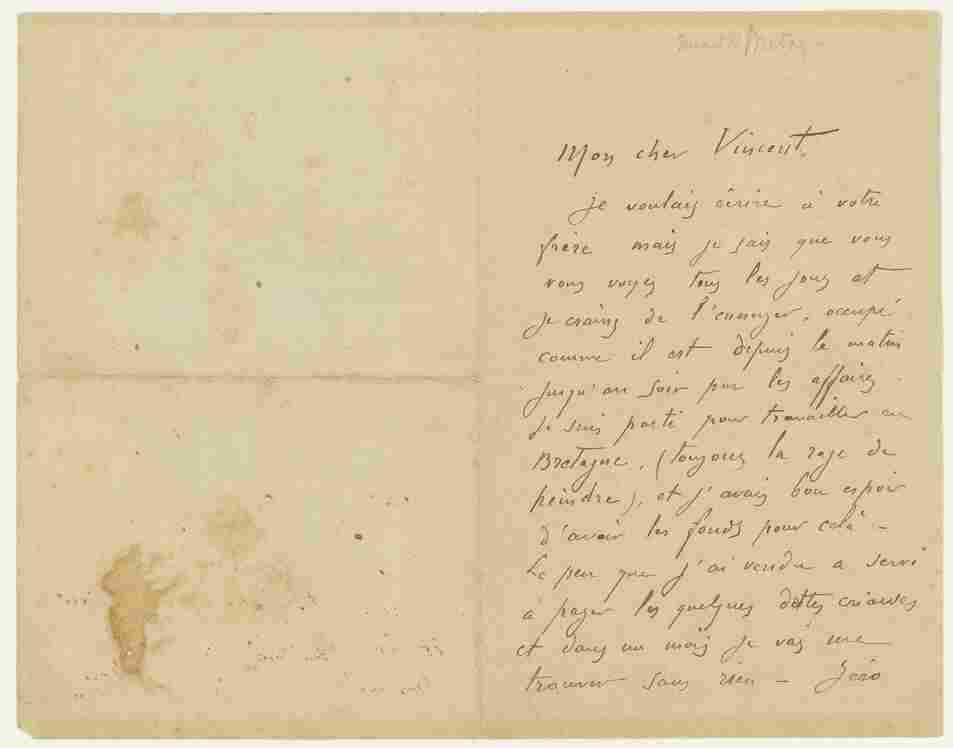 Mon cher Vincent.
je voulais écrire à votre
frère mais je sais que vous
vous voyez tous les jours et
je crains de l'ennuyer, occupé
comme il est depuis le matin
jusqu'au soir par les affaires.
Je suis parti pour travailler en
Bretagne, (toujours la rage de
peindre), et j'avais bon espoir
d'avoir les fonds pour celà –
Le peu que j'ai vendu a servi
à payer les quelques dettes criardes
et dans un mois je vais me
trouver sans rien – Zéro